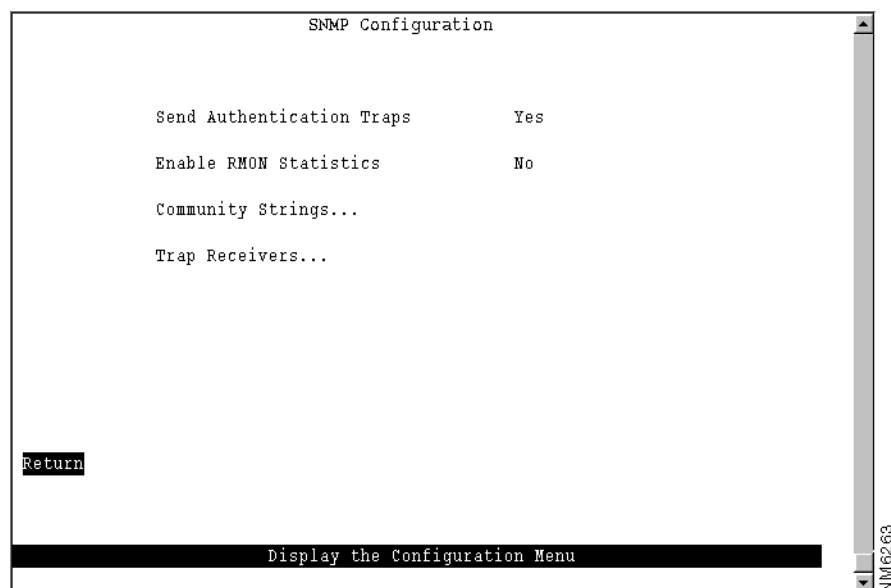 SNMP Configuration
Send Authentication Traps Yes
Enable RMON Statistics No
Community Strings...
Trap Receivers...
Return
Display the Configuration Menu
NM6263